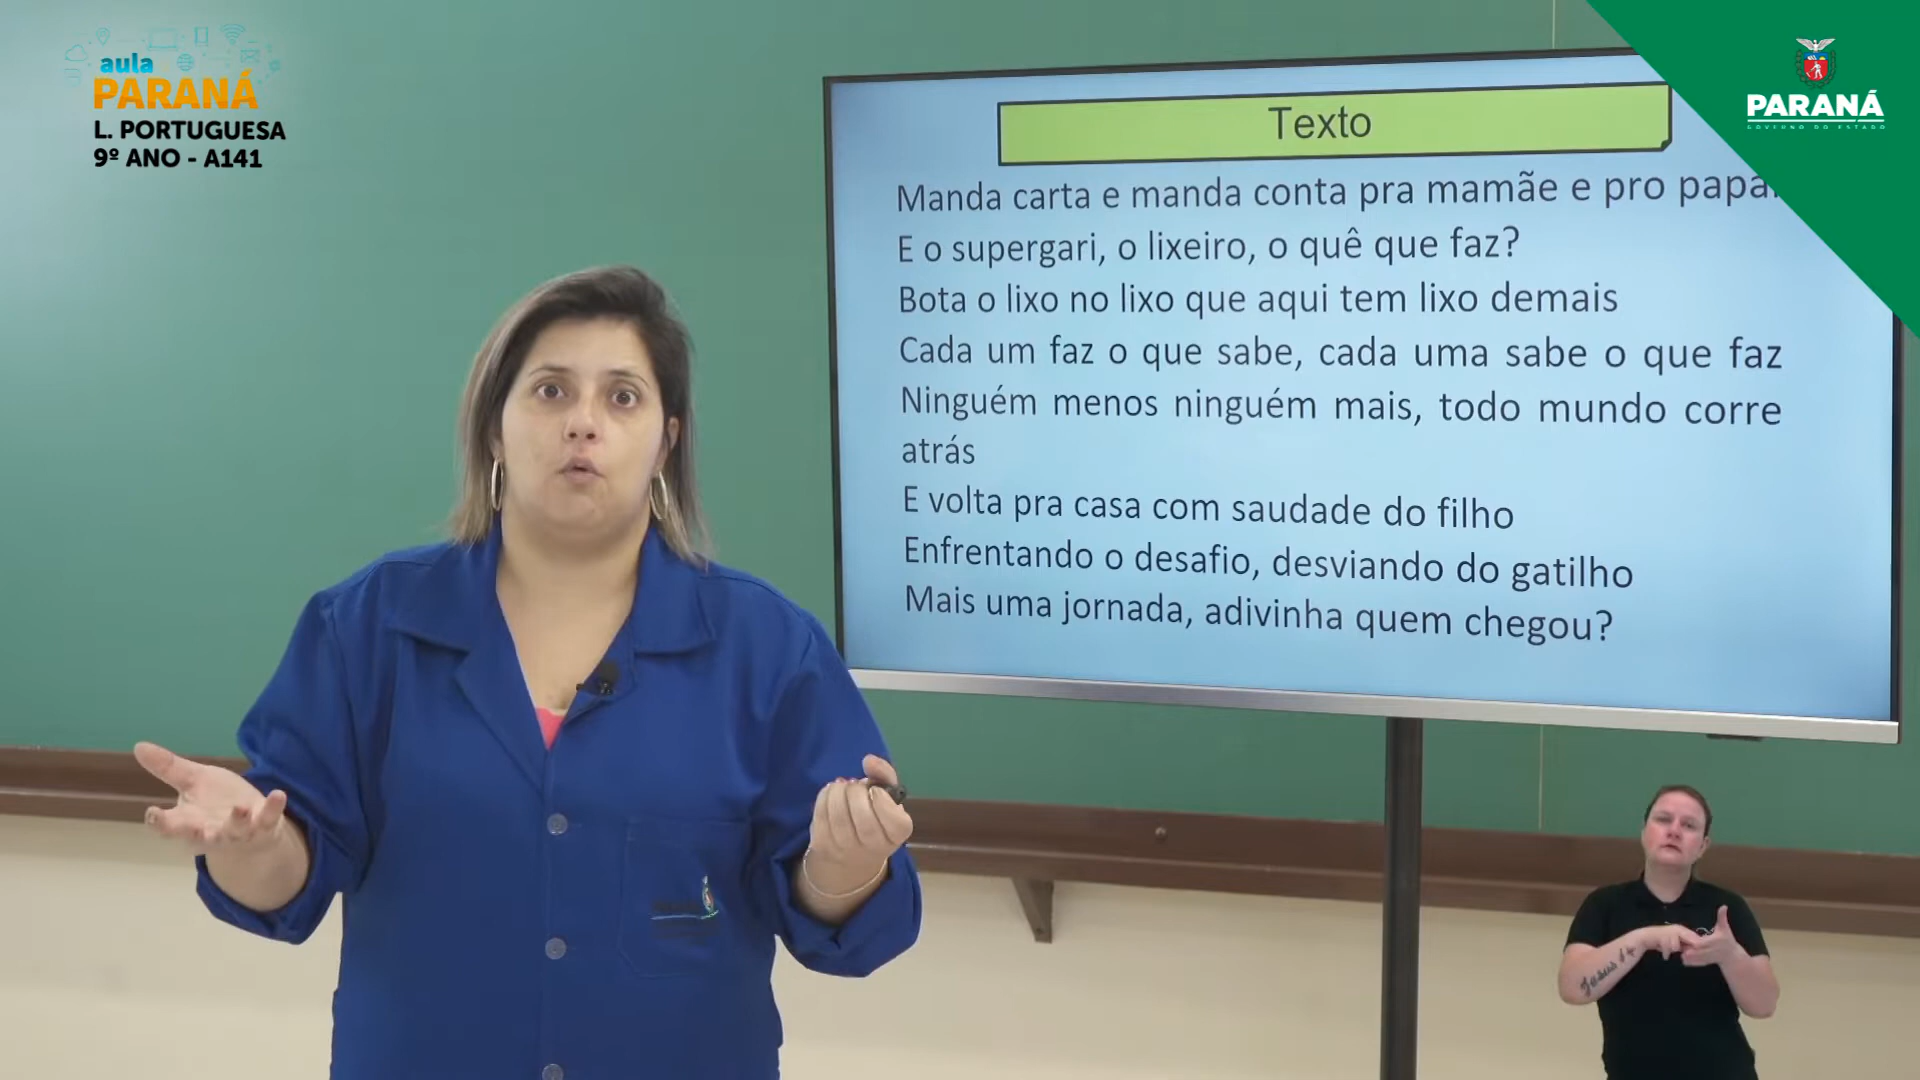 aula
PARANÁ
L. PORTUGUESA
9º ANO - A141
PARANÁ
GOVERNO DO ESTADO
Texto
Manda carta e manda conta pra mamãe e pro
E o supergari, o lixeiro, o quê que faz?
Bota o lixo no lixo que aqui tem lixo demais
Cada um faz o que sabe, cada uma sabe o que faz
Ninguém menos ninguém mais, todo mundo corre
atrás
E volta pra casa com saudade do filho
Enfrentando o desafio, desviando do gatilho
Mais uma jornada, adivinha quem chegou?